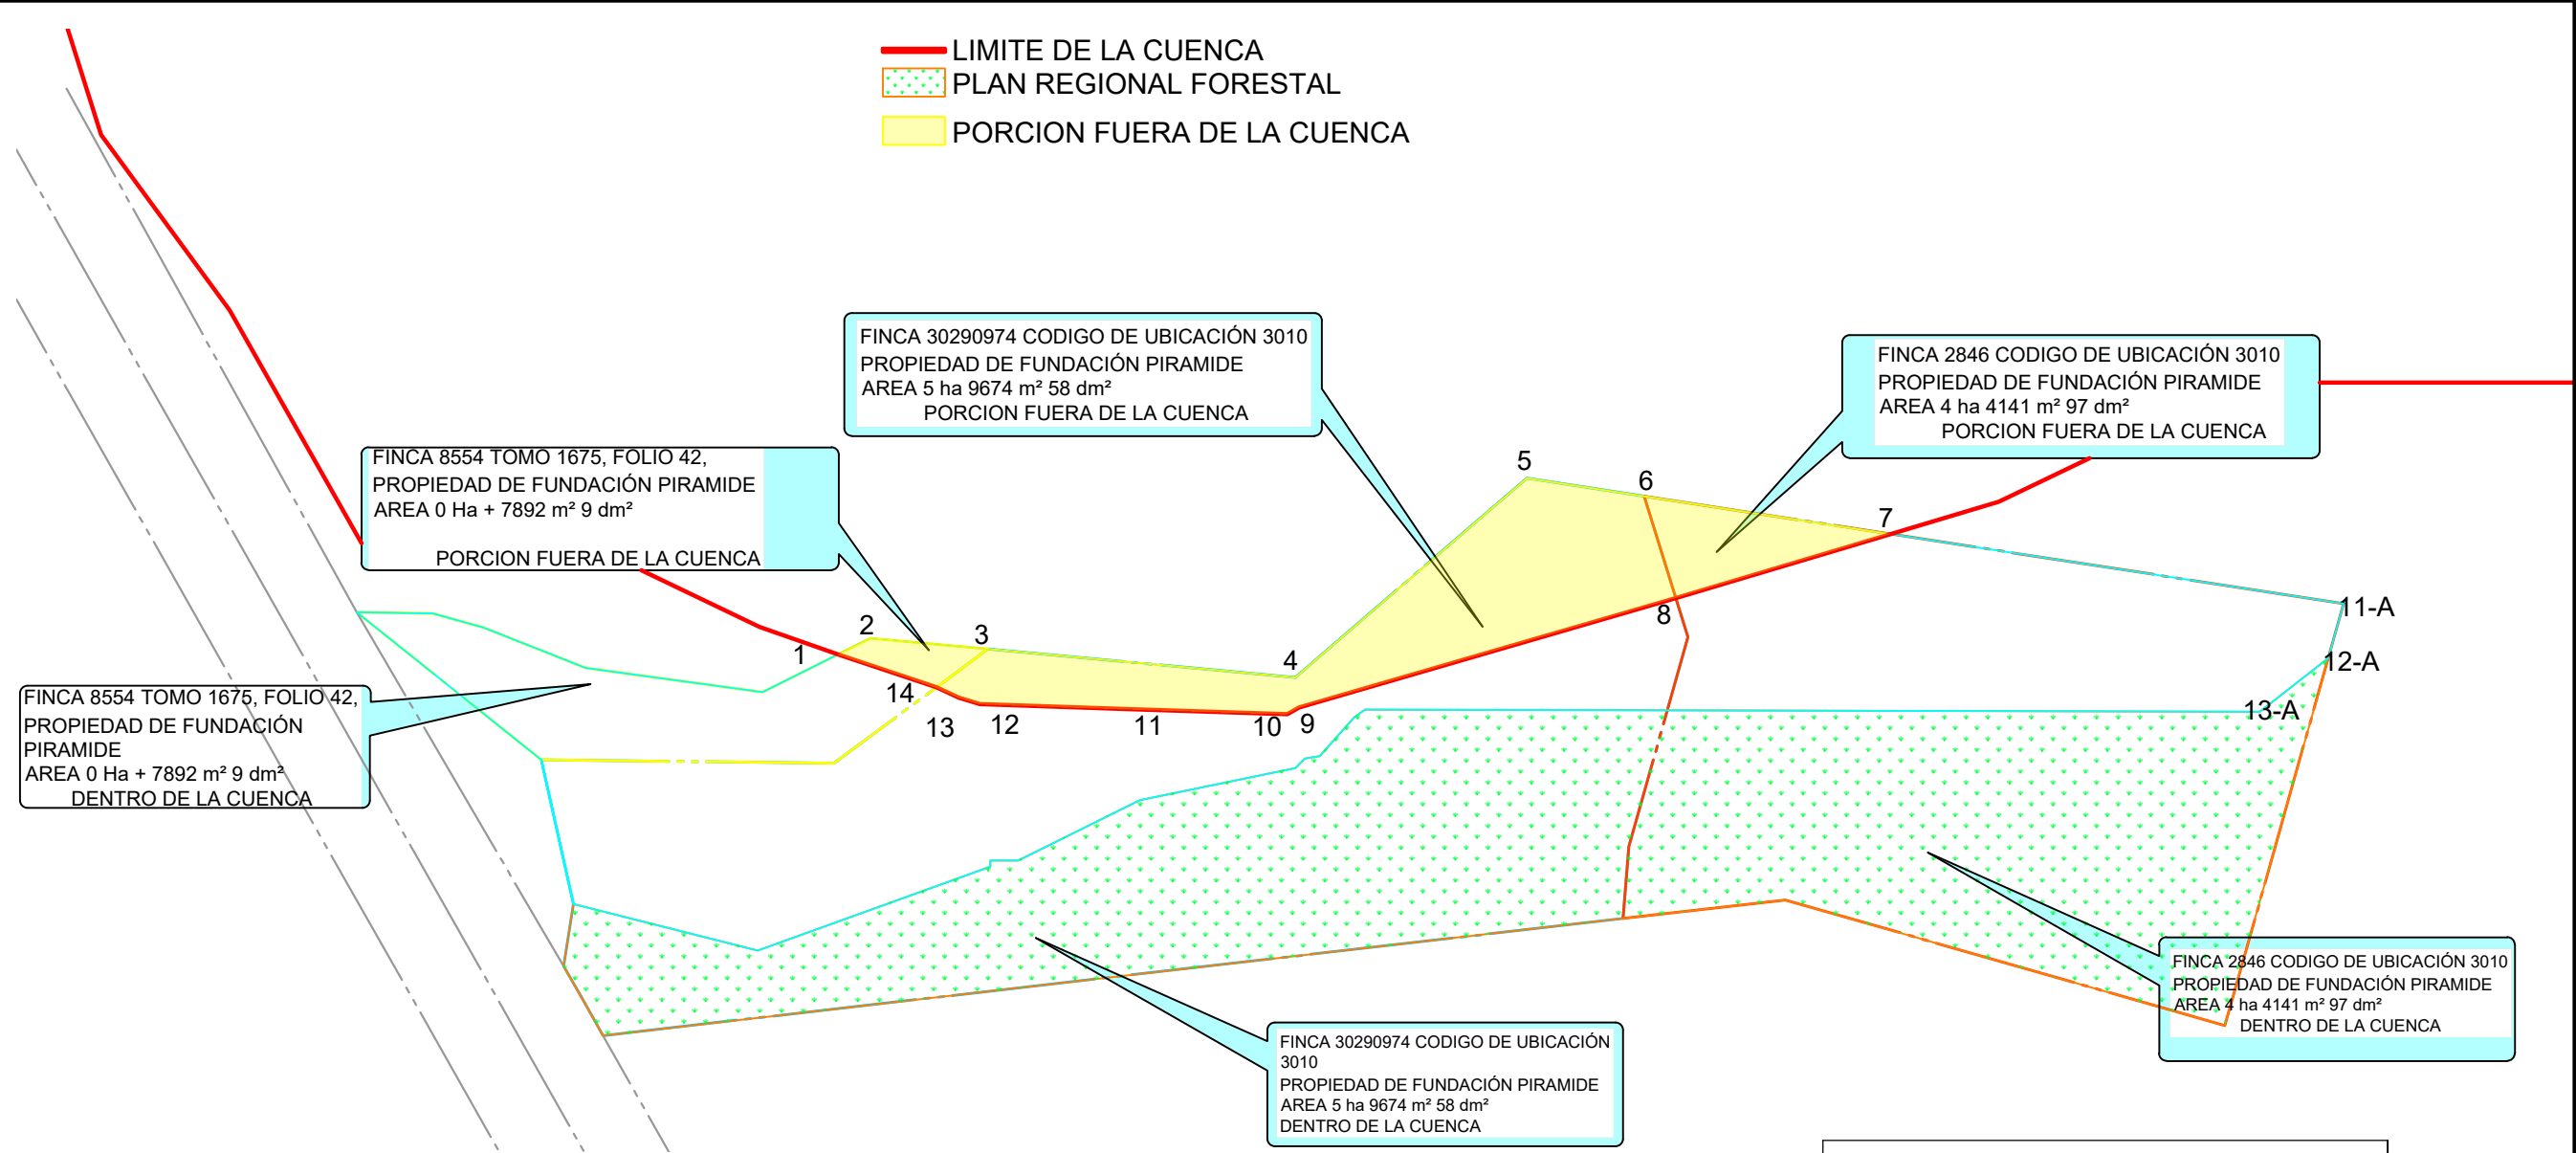 LIMITE DE LA CUENCA
PLAN REGIONAL FORESTAL
PORCION FUERA DE LA CUENCA
FINCA 30290974 CODIGO DE UBICACIÓN 3010
PROPIEDAD DE FUNDACIÓN PIRAMIDE
AREA 5 ha 9674 m² 58 dm²
PORCION FUERA DE LA CUENCA
FINCA 2846 CODIGO DE UBICACIÓN 3010
PROPIEDAD DE FUNDACIÓN PIRAMIDE
AREA 4 ha 4141 m² 97 dm²
PORCION FUERA DE LA CUENCA
FINCA 8554 TOMO 1675, FOLIO 42,
PROPIEDAD DE FUNDACIÓN PIRAMIDE
AREA 0 Ha + 7892 m² 9 dm²
PORCION FUERA DE LA CUENCA
5
6
7
11-A
8
2
3
1
4
12-A
14
13
12
11
10
9
13-A
FINCA 8554 TOMO 1675, FOLIO 42,
PROPIEDAD DE FUNDACIÓN
PIRAMIDE
AREA 0 Ha + 7892 m² 9 dm²
DENTRO DE LA CUENCA
FINCA 2846 CODIGO DE UBICACIÓN 3010
PROPIEDAD DE FUNDACIÓN PIRAMIDE
AREA 4 ha 4141 m² 97 dm²
DENTRO DE LA CUENCA
FINCA 30290974 CODIGO DE UBICACIÓN
3010
PROPIEDAD DE FUNDACIÓN PIRAMIDE
AREA 5 ha 9674 m² 58 dm²
DENTRO DE LA CUENCA